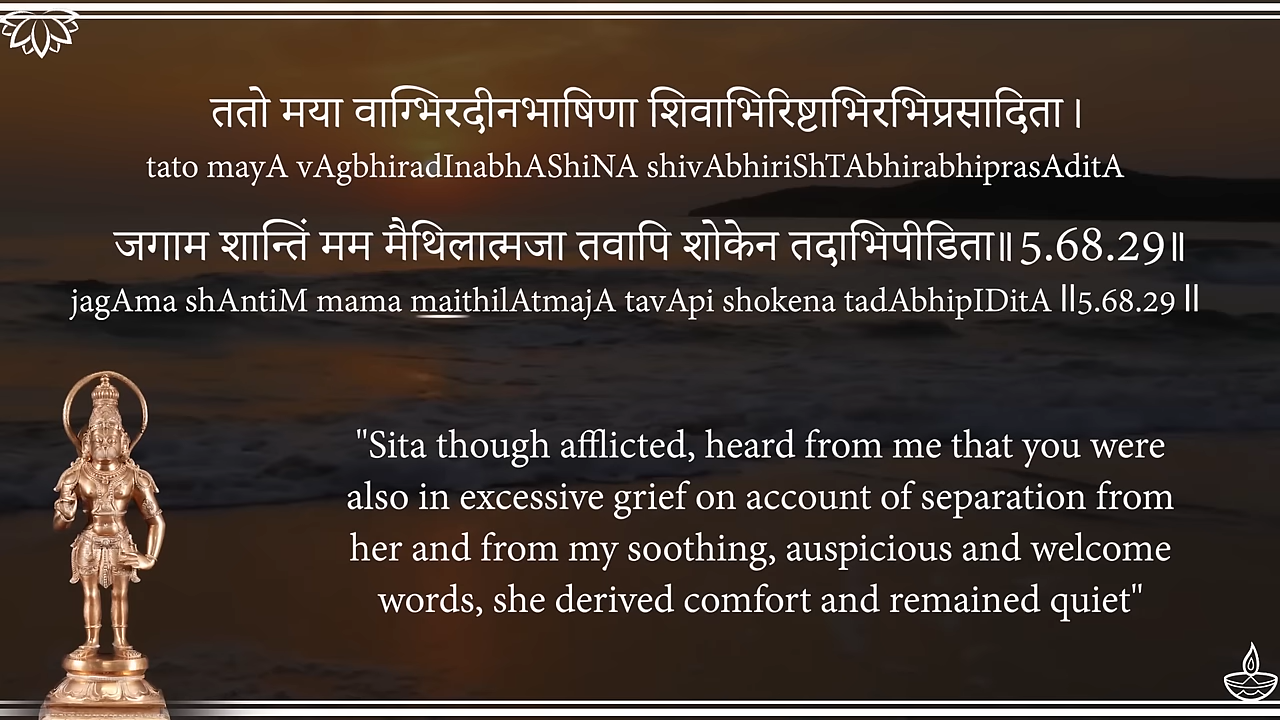 ततो मया वाग्भिरदीनभाषिणा शिवाभिरिष्टाभिरभिप्रसादिता ।
tato mayA vAgbhiradInabhAShiNA shivAbhiriShTAbhirabhiprasAditA
जगाम शान्तिं मम मैथिलात्मजा तवापि शोकेन तदाभिपीडिता॥ 5.68.29॥
jagAma shAntiM mama maithilAtmajA tavApi shokena tadAbhipIDitA ||5.68.29 ||
"Sita though afflicted, heard from me that you were
also in excessive grief on account of separation from
her and from my soothing, auspicious and welcome
words, she derived comfort and remained quiet"